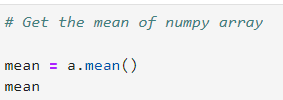 # Get the mean of numpy array
mean = a.mean()
mean